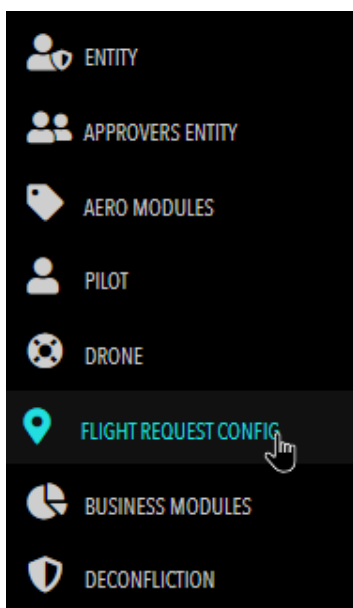 ENTITY
APPROVERS ENTITY
AERO MODULES
PILOT
DRONE
FLIGHT REQUEST CONFIG
BUSINESS MODULES
DECONFLICTION